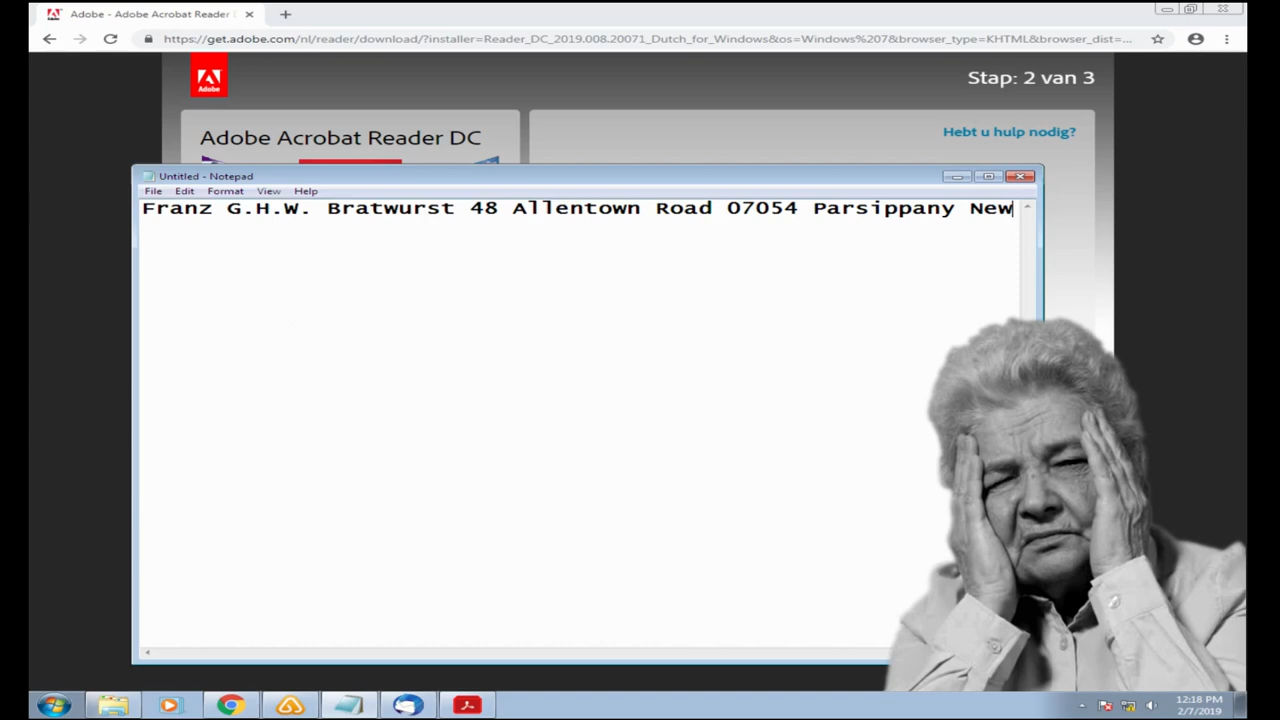 Adobe - Adobe Acrobat Reader
https://get.adobe.com/nl/reader/download/?installer=Reader_DC_2019.008.20071_Dutch_for_Windows&os=Windows%207&browser_type=KHTML&browser_dist=...
Adobe
Stap: 2 van 3
Adobe Acrobat Reader DC
Hebt u hulp nodig?
Untitled - Notepad
File Edit Format View Help
Franz G.H.W. Bratwurst 48 Allentown Road 07054 Parsippany New
12:18 PM
2/7/2019